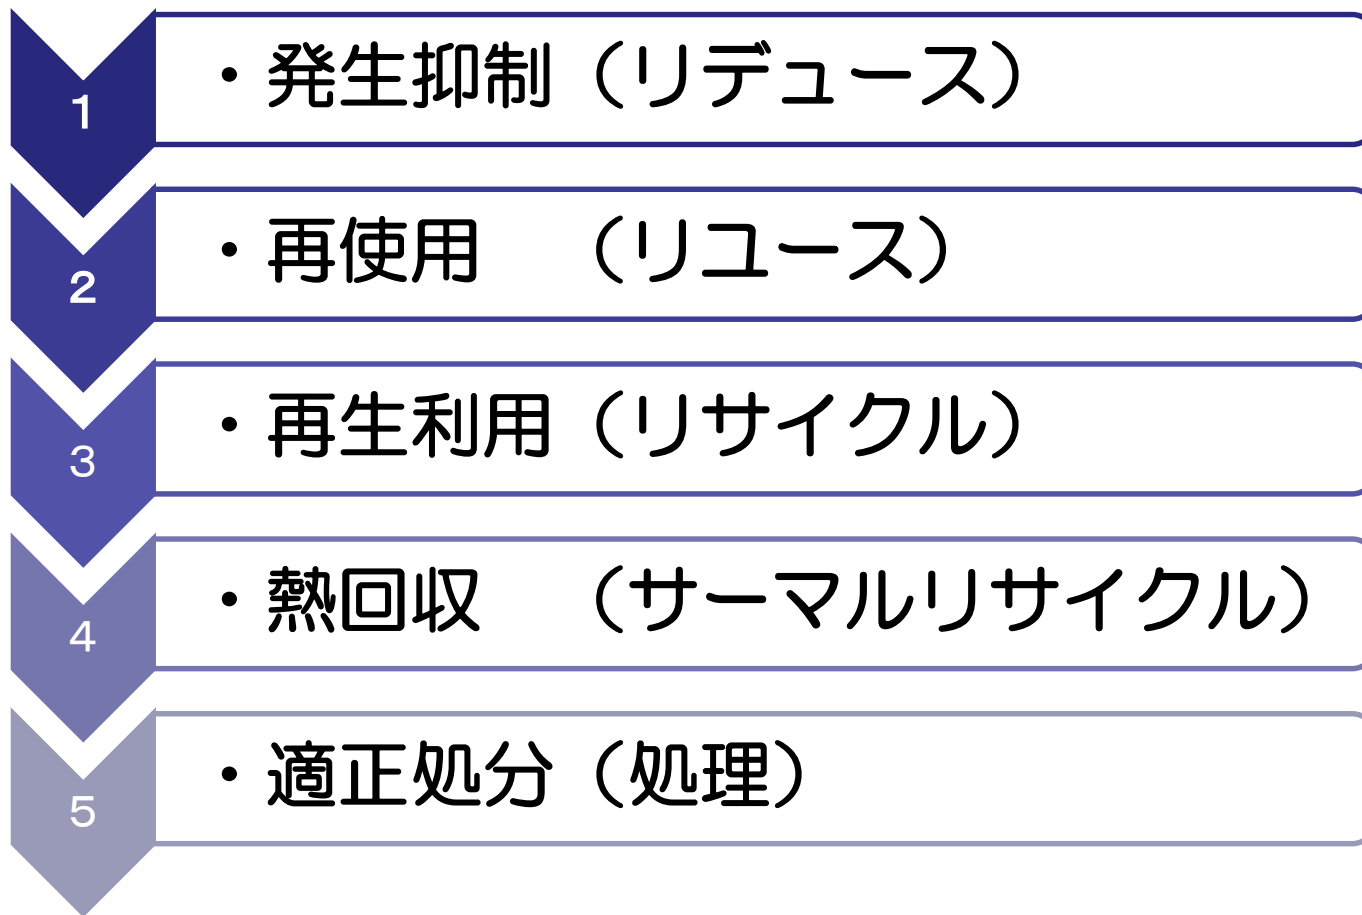 1
・発生抑制（リデュース）
2
・再使用　（リユース）
3
・再生利用（リサイクル）
4
・熱回収　（サーマルリサイクル）
5
・適正処分（処理）